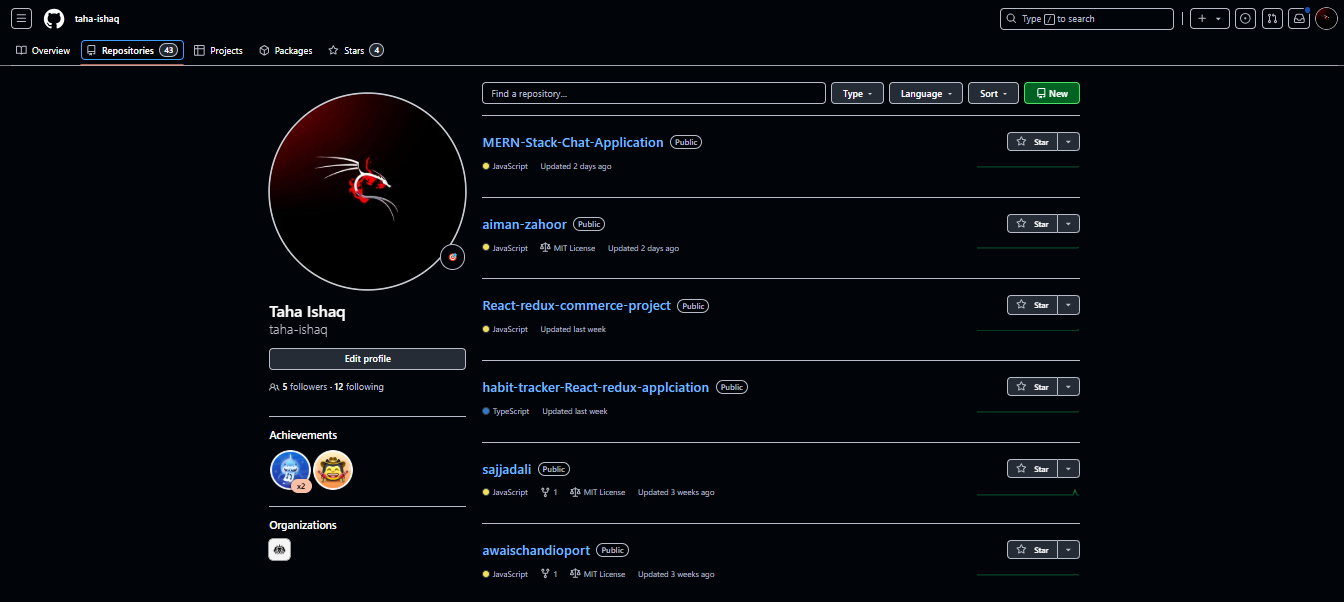 taha-ishaq
Type / to search
Overview Repositories 43 Projects Packages Stars 4
Find a repository...
Type Language Sort New
MERN-Stack-Chat-Application Public
Star
JavaScript Updated 2 days ago
aiman-zahoor Public
Star
JavaScript MIT License Updated 2 days ago
React-redux-commerce-project Public
Star
JavaScript Updated last week
Taha Ishaq
taha-ishaq
Edit profile
5 followers · 12 following
habit-tracker-React-redux-applciation Public
Star
TypeScript Updated last week
Achievements
x2
sajjadali Public
Star
JavaScript 1 MIT License Updated 3 weeks ago
Organizations
awaischandioport Public
Star
JavaScript 1 MIT License Updated 3 weeks ago